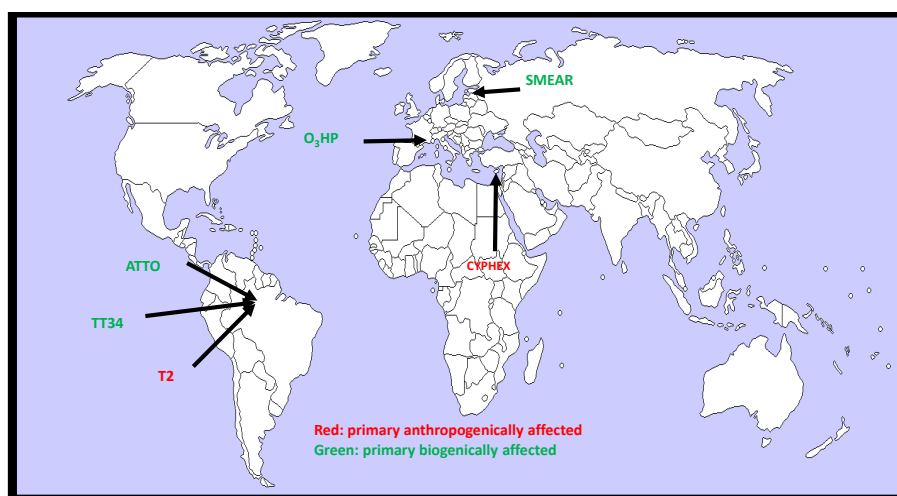 SMEAR
O₃HP
ATTO
CYPHEX
TT34
T2
Red: primary anthropogenically affected
Green: primary biogenically affected